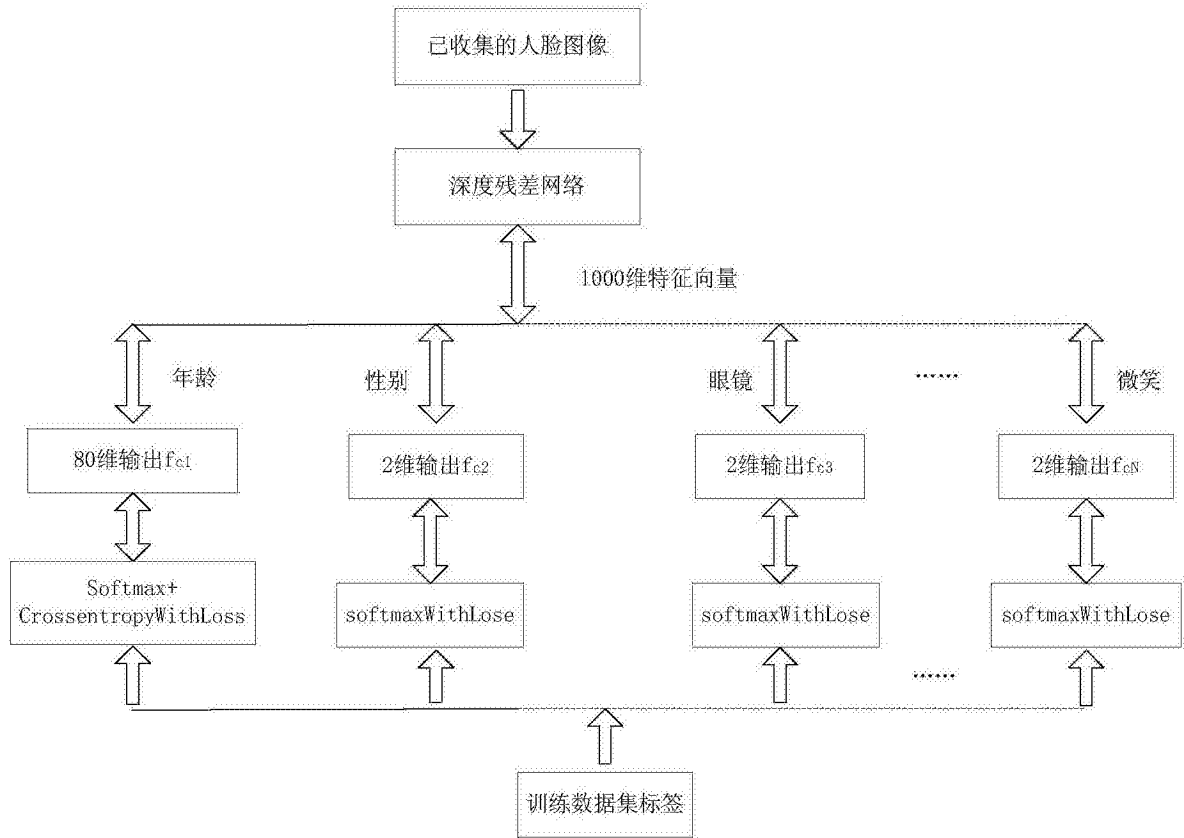 已收集的人脸图像
深度残差网络
1000维特征向量
年龄
性别
眼镜
……
微笑
80维输出fc1
2维输出fc2
2维输出fc3
2维输出fcN
Softmax+
CrossentropyWithLoss
softmaxWithLose
softmaxWithLose
softmaxWithLose
……
训练数据集标签